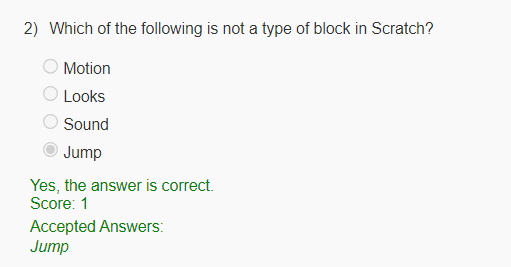 2) Which of the following is not a type of block in Scratch?
Motion
Looks
Sound
Jump
Yes, the answer is correct.
Score: 1
Accepted Answers:
Jump